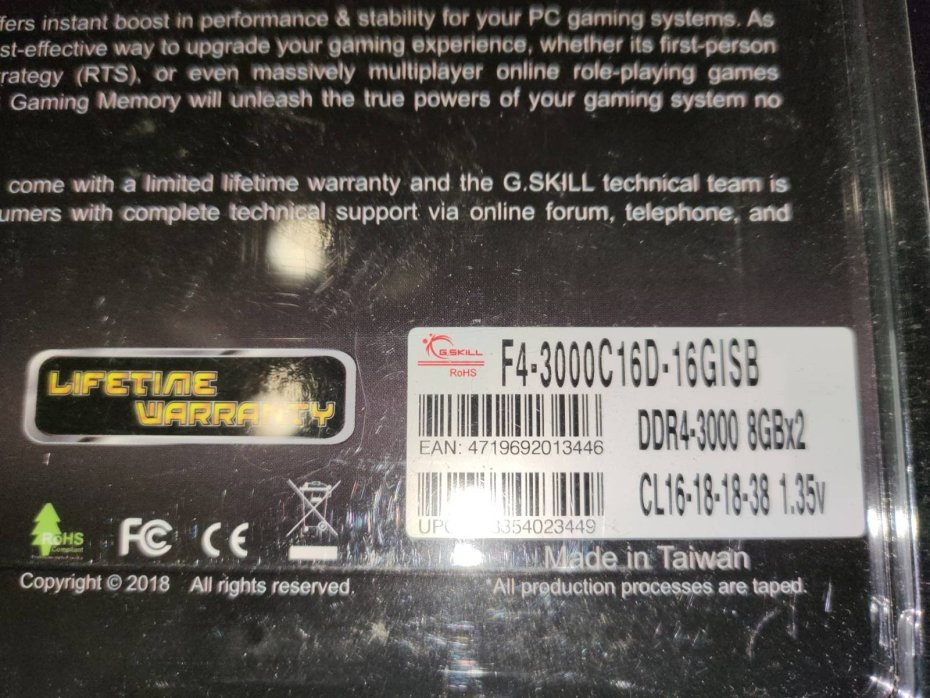 ffers instant boost in performance & stability for your PC gaming systems. As
st-effective way to upgrade your gaming experience, whether its first-person
rategy (RTS), or even massively multiplayer online role-playing games
Gaming Memory will unleash the true powers of your gaming system no
come with a limited lifetime warranty and the G.SKILL technical team is
umers with complete technical support via online forum, telephone, and
LIFETIME
WARRANTY
G.SKILL
RoHS
F4-3000C16D-16GISB
EAN: 4719692013446
DDR4-3000 8GBx2
CL16-18-18-38 1.35v
RoHS
Compliant
FC
CE
Made in Taiwan
Copyright © 2018 All rights reserved.
*All production processes are taped.